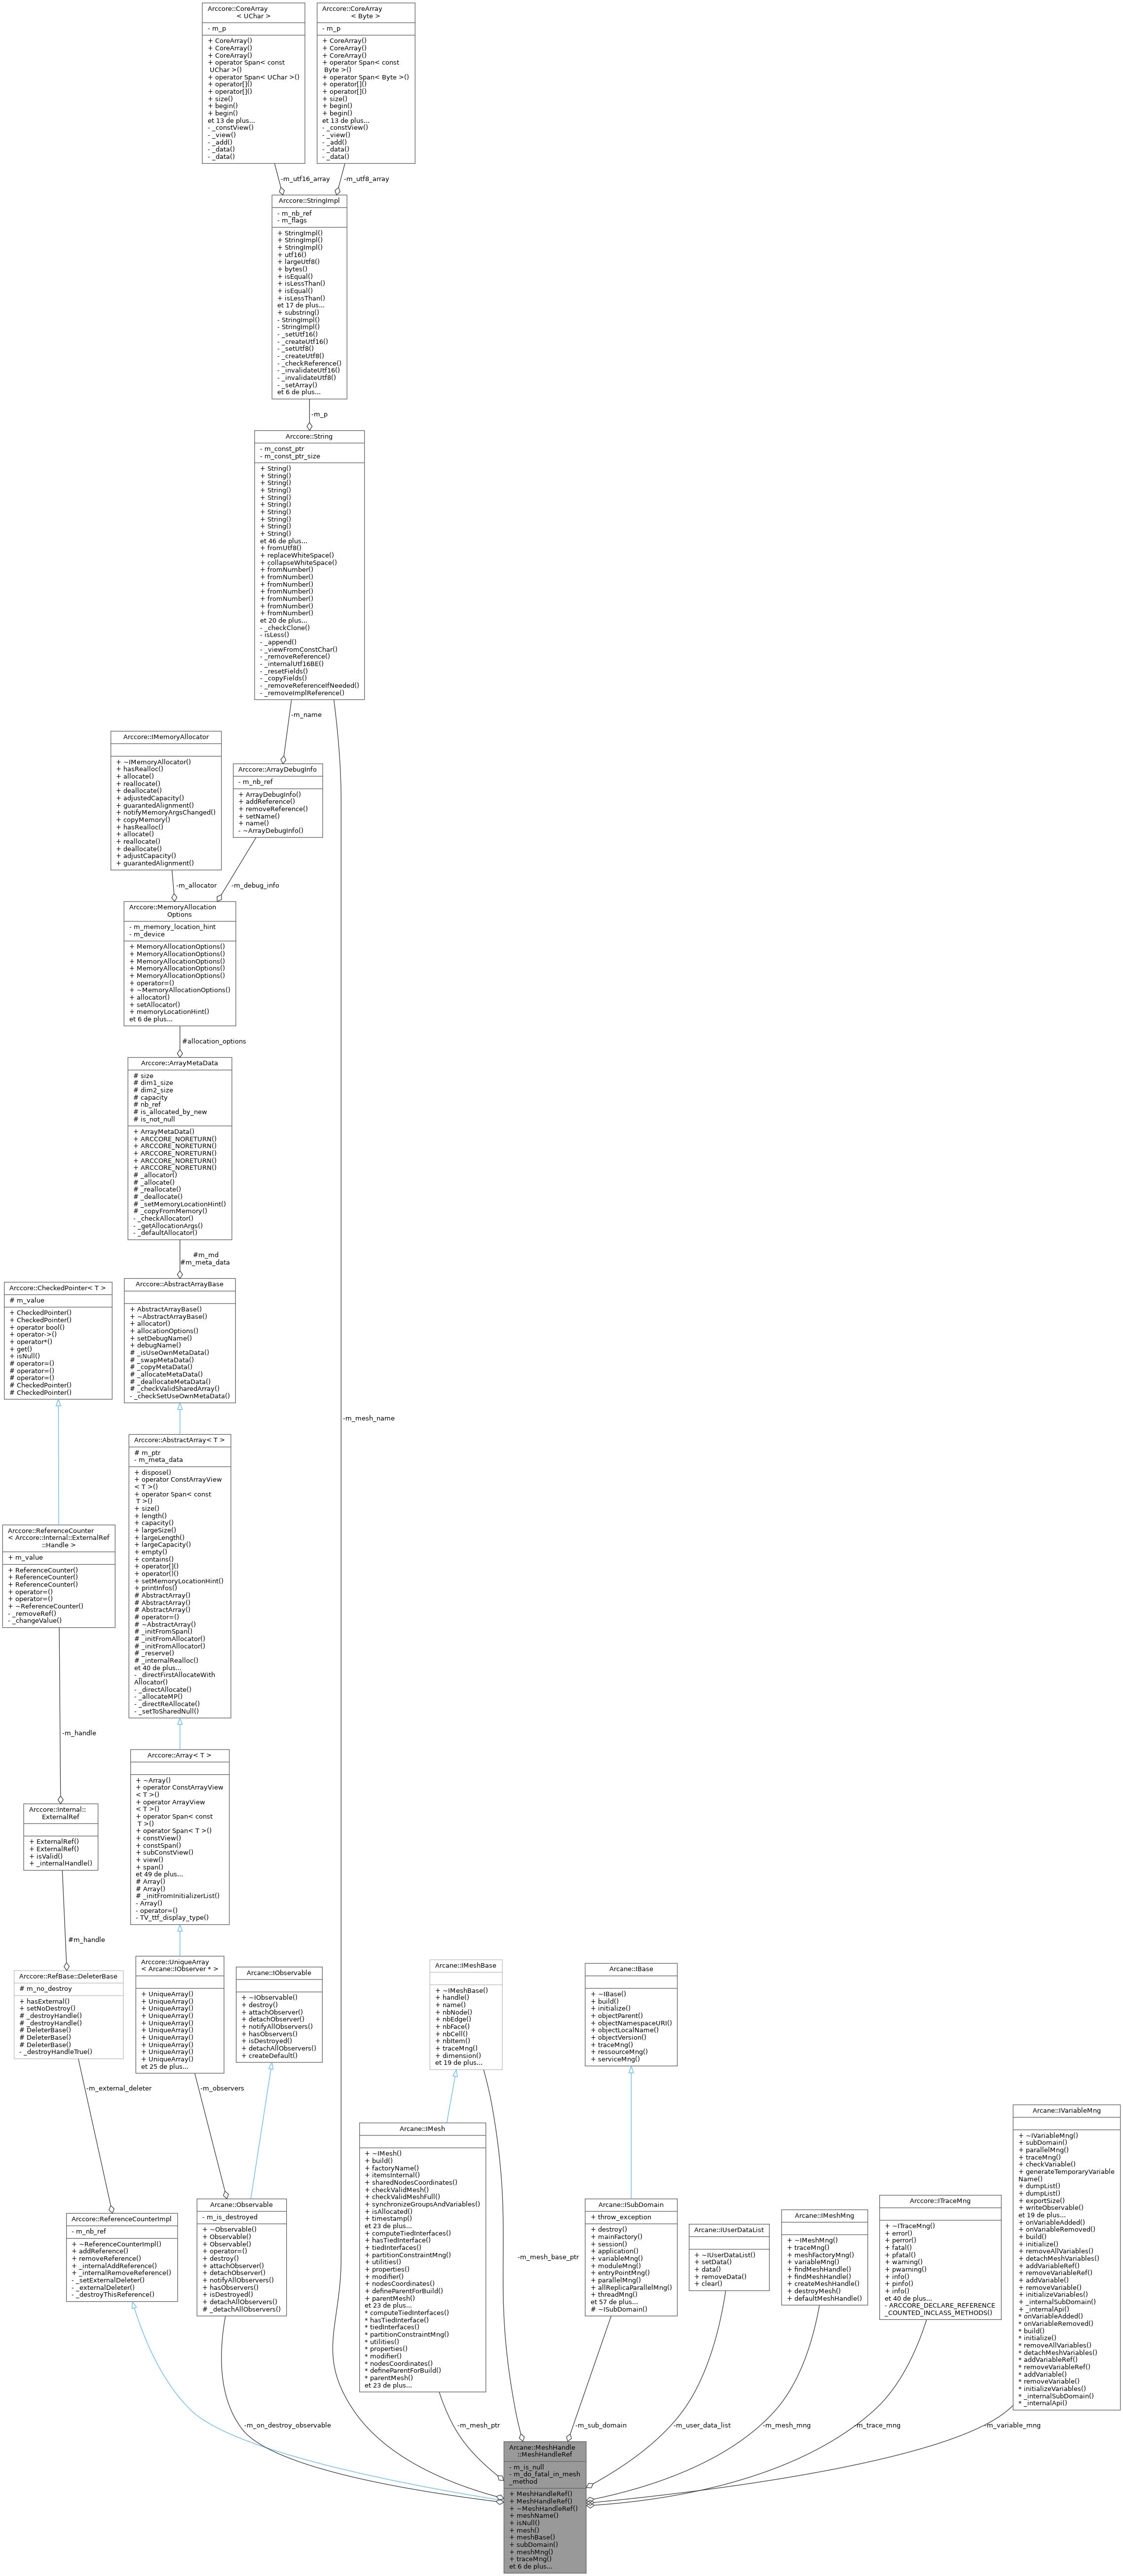 Arccore::CoreArray
< UChar >
- m_p
+ CoreArray()
+ CoreArray()
+ CoreArray()
+ operator Span< const
UChar >()
+ operator Span< UChar >()
+ operator[]()
+ operator[]()
+ size()
+ begin()
+ begin()
et 13 de plus...
- _constView()
- _view()
- _add()
- _data()
- _data()
Arccore::CoreArray
< Byte >
- m_p
+ CoreArray()
+ CoreArray()
+ CoreArray()
+ operator Span< const
Byte >()
+ operator Span< Byte >()
+ operator[]()
+ operator[]()
+ size()
+ begin()
+ begin()
et 13 de plus...
- _constView()
- _view()
- _add()
- _data()
- _data()
-m_utf16_array
-m_utf8_array
Arccore::StringImpl
- m_nb_ref
- m_flags
+ StringImpl()
+ StringImpl()
+ StringImpl()
+ utf16()
+ largeUtf8()
+ bytes()
+ isEqual()
+ isLessThan()
+ isEqual()
+ isLessThan()
et 17 de plus...
+ substring()
- StringImpl()
- StringImpl()
- _setUtf16()
- _createUtf16()
- _setUtf8()
- _createUtf8()
- _checkReference()
- _invalidateUtf16()
- _invalidateUtf8()
- _setArray()
et 6 de plus...
-m_p
Arccore::String
- m_const_ptr
- m_const_ptr_size
+ String()
+ String()
+ String()
+ String()
+ String()
+ String()
+ String()
+ String()
+ String()
+ String()
et 46 de plus...
+ fromUtf8()
+ replaceWhiteSpace()
+ collapseWhiteSpace()
+ fromNumber()
+ fromNumber()
+ fromNumber()
+ fromNumber()
+ fromNumber()
+ fromNumber()
+ fromNumber()
et 20 de plus...
- _checkClone()
- isLess()
- _append()
- _viewFromConstChar()
- _removeReference()
- _internalUtf16BE()
- _resetFields()
- _copyFields()
- _removeReferenceIfNeeded()
- _removeImplReference()
-m_name
-m_mesh_name
Arccore::IMemoryAllocator
+ ~IMemoryAllocator()
+ hasRealloc()
+ allocate()
+ reallocate()
+ deallocate()
+ adjustedCapacity()
+ guarantedAlignment()
+ notifyMemoryArgsChanged()
+ copyMemory()
+ hasRealloc()
+ allocate()
+ reallocate()
+ deallocate()
+ adjustCapacity()
+ guarantedAlignment()
Arccore::ArrayDebugInfo
- m_nb_ref
+ ArrayDebugInfo()
+ addReference()
+ removeReference()
+ setName()
+ name()
- ~ArrayDebugInfo()
-m_allocator
-m_debug_info
Arccore::MemoryAllocation
Options
- m_memory_location_hint
- m_device
+ MemoryAllocationOptions()
+ MemoryAllocationOptions()
+ MemoryAllocationOptions()
+ MemoryAllocationOptions()
+ MemoryAllocationOptions()
+ operator=()
+ ~MemoryAllocationOptions()
+ allocator()
+ setAllocator()
+ memoryLocationHint()
et 6 de plus...
#allocation_options
Arccore::ArrayMetaData
# size
# dim1_size
# dim2_size
# capacity
# nb_ref
# is_allocated_by_new
# is_not_null
+ ArrayMetaData()
+ ARCCORE_NORETURN()
+ ARCCORE_NORETURN()
+ ARCCORE_NORETURN()
+ ARCCORE_NORETURN()
+ ARCCORE_NORETURN()
# _allocator()
# _allocate()
# _reallocate()
# _deallocate()
# _setMemoryLocationHint()
# _copyFromMemory()
- _checkAllocator()
- _getAllocationArgs()
- _defaultAllocator()
#m_md
#m_meta_data
Arccore::CheckedPointer< T >
# m_value
+ CheckedPointer()
+ CheckedPointer()
+ operator bool()
+ operator->()
+ operator*()
+ get()
+ isNull()
# operator=()
# operator=()
# operator=()
# CheckedPointer()
# CheckedPointer()
Arccore::AbstractArrayBase
+ AbstractArrayBase()
+ ~AbstractArrayBase()
+ allocator()
+ allocationOptions()
+ setDebugName()
+ debugName()
# _isUseOwnMetaData()
# _swapMetaData()
# _copyMetaData()
# _allocateMetaData()
# _deallocateMetaData()
# _checkValidSharedArray()
- _checkSetUseOwnMetaData()
Arccore::AbstractArray< T >
# m_ptr
- m_meta_data
+ dispose()
+ operator ConstArrayView
< T >()
+ operator Span< const
T >()
+ size()
+ length()
+ capacity()
+ largeSize()
+ largeLength()
+ largeCapacity()
+ empty()
+ contains()
+ operator[]()
+ operator()()
+ setMemoryLocationHint()
+ printInfos()
# AbstractArray()
# AbstractArray()
# AbstractArray()
# operator=()
# ~AbstractArray()
# _initFromSpan()
# _initFromAllocator()
# _initFromAllocator()
# _reserve()
# _internalRealloc()
et 40 de plus...
- _directFirstAllocateWith
Allocator()
- _directAllocate()
- _allocateMP()
- _directReAllocate()
- _setToSharedNull()
Arccore::ReferenceCounter
< Arccore::Internal::ExternalRef
::Handle >
+ m_value
+ ReferenceCounter()
+ ReferenceCounter()
+ ReferenceCounter()
+ operator=()
+ operator=()
+ ~ReferenceCounter()
- _removeRef()
- _changeValue()
-m_handle
Arccore::Array< T >
+ ~Array()
+ operator ConstArrayView
< T >()
+ operator ArrayView
< T >()
+ operator Span< const
T >()
+ operator Span< T >()
+ constView()
+ constSpan()
+ subConstView()
+ view()
+ span()
et 49 de plus...
# Array()
# Array()
# _initFromInitializerList()
- Array()
- operator=()
- TV_ttf_display_type()
Arccore::Internal::
ExternalRef
+ ExternalRef()
+ ExternalRef()
+ isValid()
+ _internalHandle()
#m_handle
Arccore::RefBase::DeleterBase
# m_no_destroy
+ hasExternal()
+ setNoDestroy()
# _destroyHandle()
# _destroyHandle()
# DeleterBase()
# DeleterBase()
# DeleterBase()
- _destroyHandleTrue()
Arccore::UniqueArray
< Arcane::IObserver * >
+ UniqueArray()
+ UniqueArray()
+ UniqueArray()
+ UniqueArray()
+ UniqueArray()
+ UniqueArray()
+ UniqueArray()
+ UniqueArray()
+ UniqueArray()
+ UniqueArray()
et 25 de plus...
Arcane::IObservable
+ ~IObservable()
+ destroy()
+ attachObserver()
+ detachObserver()
+ notifyAllObservers()
+ hasObservers()
+ isDestroyed()
+ detachAllObservers()
+ createDefault()
Arcane::IMeshBase
+ ~IMeshBase()
+ handle()
+ name()
+ nbNode()
+ nbEdge()
+ nbFace()
+ nbCell()
+ nbItem()
+ traceMng()
+ dimension()
et 19 de plus...
Arcane::IBase
+ ~IBase()
+ build()
+ initialize()
+ objectParent()
+ objectNamespaceURI()
+ objectLocalName()
+ objectVersion()
+ traceMng()
+ ressourceMng()
+ serviceMng()
-m_external_deleter
-m_observers
-m_mesh_base_ptr
Arccore::ReferenceCounterImpl
- m_nb_ref
+ ~ReferenceCounterImpl()
+ addReference()
+ removeReference()
+ _internalAddReference()
+ _internalRemoveReference()
- _setExternalDeleter()
- _externalDeleter()
- _destroyThisReference()
Arcane::Observable
- m_is_destroyed
+ ~Observable()
+ Observable()
+ Observable()
+ operator=()
+ destroy()
+ attachObserver()
+ detachObserver()
+ notifyAllObservers()
+ hasObservers()
+ isDestroyed()
+ detachAllObservers()
# _detachAllObservers()
Arcane::IMesh
+ ~IMesh()
+ build()
+ factoryName()
+ itemsInternal()
+ sharedNodesCoordinates()
+ checkValidMesh()
+ checkValidMeshFull()
+ synchronizeGroupsAndVariables()
+ isAllocated()
+ timestamp()
et 23 de plus...
+ computeTiedInterfaces()
+ hasTiedInterface()
+ tiedInterfaces()
+ partitionConstraintMng()
+ utilities()
+ properties()
+ modifier()
+ nodesCoordinates()
+ defineParentForBuild()
+ parentMesh()
et 23 de plus...
* computeTiedInterfaces()
* hasTiedInterface()
* tiedInterfaces()
* partitionConstraintMng()
* utilities()
* properties()
* modifier()
* nodesCoordinates()
* defineParentForBuild()
* parentMesh()
et 23 de plus...
Arcane::ISubDomain
+ throw_exception
+ destroy()
+ mainFactory()
+ session()
+ application()
+ variableMng()
+ moduleMng()
+ entryPointMng()
+ parallelMng()
+ allReplicaParallelMng()
+ threadMng()
et 57 de plus...
# ~ISubDomain()
Arcane::IUserDataList
+ ~IUserDataList()
+ setData()
+ data()
+ removeData()
+ clear()
Arcane::IMeshMng
+ ~IMeshMng()
+ traceMng()
+ meshFactoryMng()
+ variableMng()
+ findMeshHandle()
+ findMeshHandle()
+ createMeshHandle()
+ destroyMesh()
+ defaultMeshHandle()
Arccore::ITraceMng
+ ~ITraceMng()
+ error()
+ perror()
+ fatal()
+ pfatal()
+ warning()
+ pwarning()
+ info()
+ pinfo()
+ info()
et 40 de plus...
- ARCCORE_DECLARE_REFERENCE
_COUNTED_INCLASS_METHODS()
Arcane::IVariableMng
+ ~IVariableMng()
+ subDomain()
+ parallelMng()
+ traceMng()
+ checkVariable()
+ generateTemporaryVariable
Name()
+ dumpList()
+ dumpList()
+ exportSize()
+ writeObservable()
et 19 de plus...
+ onVariableAdded()
+ onVariableRemoved()
+ build()
+ initialize()
+ removeAllVariables()
+ detachMeshVariables()
+ addVariableRef()
+ removeVariableRef()
+ addVariable()
+ removeVariable()
+ initializeVariables()
+ _internalSubDomain()
+ _internalApi()
* onVariableAdded()
* onVariableRemoved()
* build()
* initialize()
* removeAllVariables()
* detachMeshVariables()
* addVariableRef()
* removeVariableRef()
* addVariable()
* removeVariable()
* initializeVariables()
* _internalSubDomain()
* _internalApi()
-m_on_destroy_observable
-m_mesh_ptr
-m_sub_domain
-m_user_data_list
-m_mesh_mng
-m_trace_mng
-m_variable_mng
Arcane::MeshHandle
::MeshHandleRef
- m_is_null
- m_do_fatal_in_mesh
_method
+ MeshHandleRef()
+ MeshHandleRef()
+ ~MeshHandleRef()
+ meshName()
+ isNull()
+ mesh()
+ meshBase()
+ subDomain()
+ meshMng()
+ traceMng()
et 6 de plus...